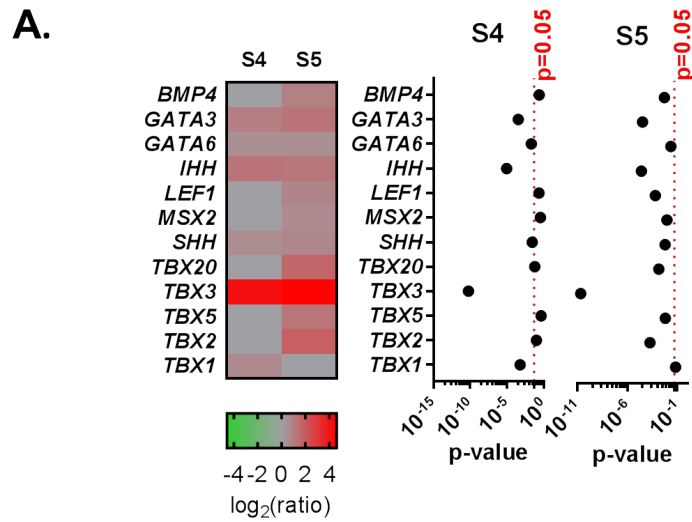 A.
S4 S5
BMP4
GATA3
GATA6
IHH
LEF1
MSX2
SHH
TBX20
TBX3
TBX5
TBX2
TBX1
-4 -2 0 2 4
log2(ratio)
S4
p=0.05
S5
p=0.05
BMP4
GATA3
GATA6
IHH
LEF1
MSX2
SHH
TBX20
TBX3
TBX5
TBX2
TBX1
10-15 10-10 10-5 100
p-value
10-11 10-6 10-1
p-value